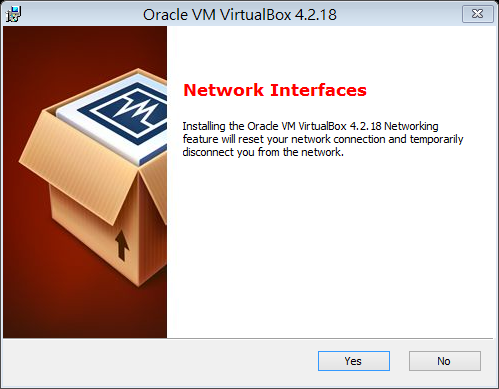 Oracle VM VirtualBox 4.2.18
Network Interfaces
Installing the Oracle VM VirtualBox 4.2.18 Networking
feature will reset your network connection and temporarily
disconnect you from the network.
Yes
No